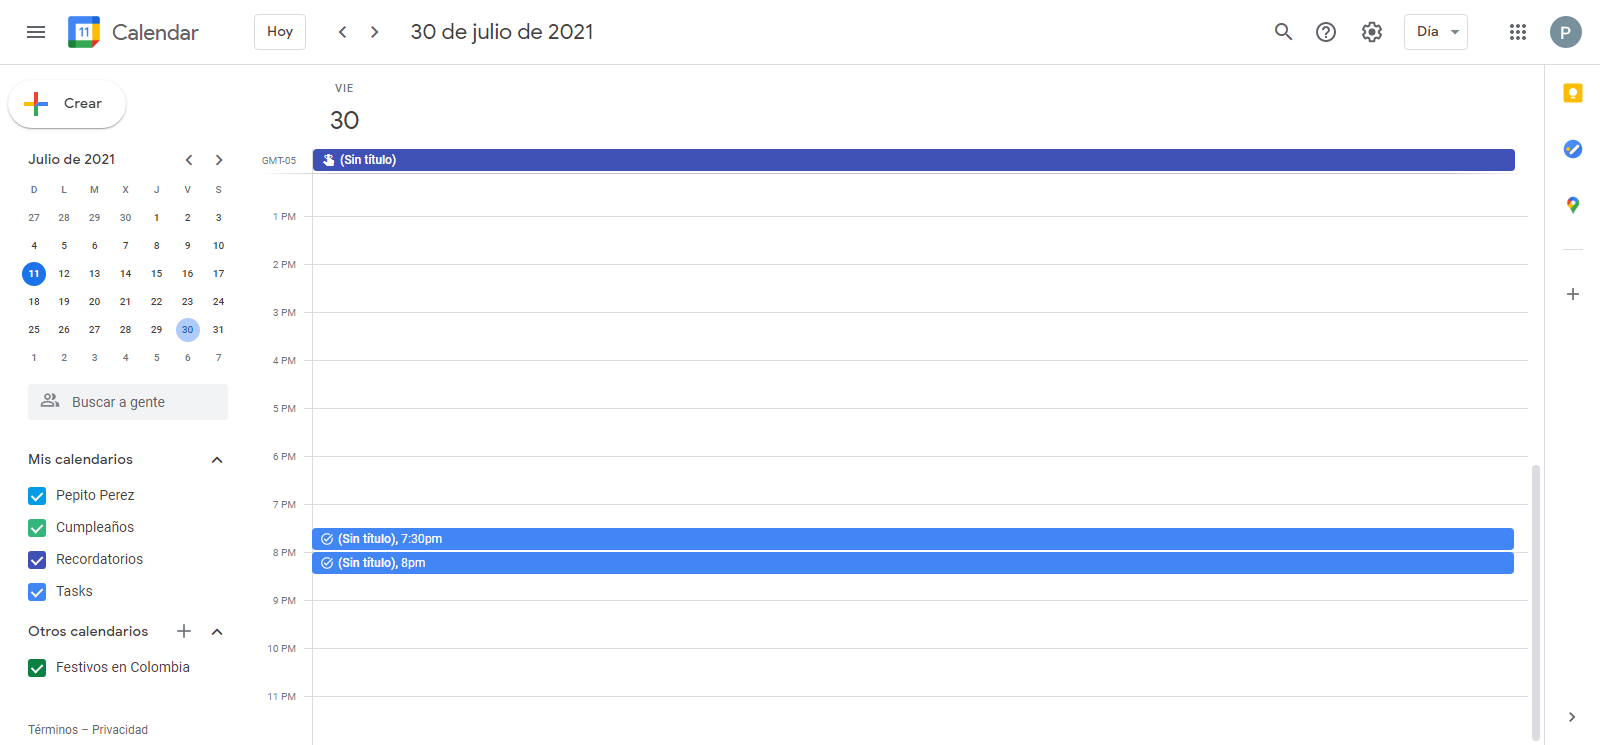 11 Calendar Hoy 30 de julio de 2021 Día P
Crear
Julio de 2021
D L M X J V S
27 28 29 30 1 2 3
4 5 6 7 8 9 10
11 12 13 14 15 16 17
18 19 20 21 22 23 24
25 26 27 28 29 30 31
1 2 3 4 5 6 7
Buscar a gente
Mis calendarios
Pepito Perez
Cumpleaños
Recordatorios
Tasks
Otros calendarios
Festivos en Colombia
Términos – Privacidad
VIE
30
GMT-05 (Sin título)
1 PM
2 PM
3 PM
4 PM
5 PM
6 PM
7 PM
(Sin título), 7:30pm
8 PM
(Sin título), 8pm
9 PM
10 PM
11 PM